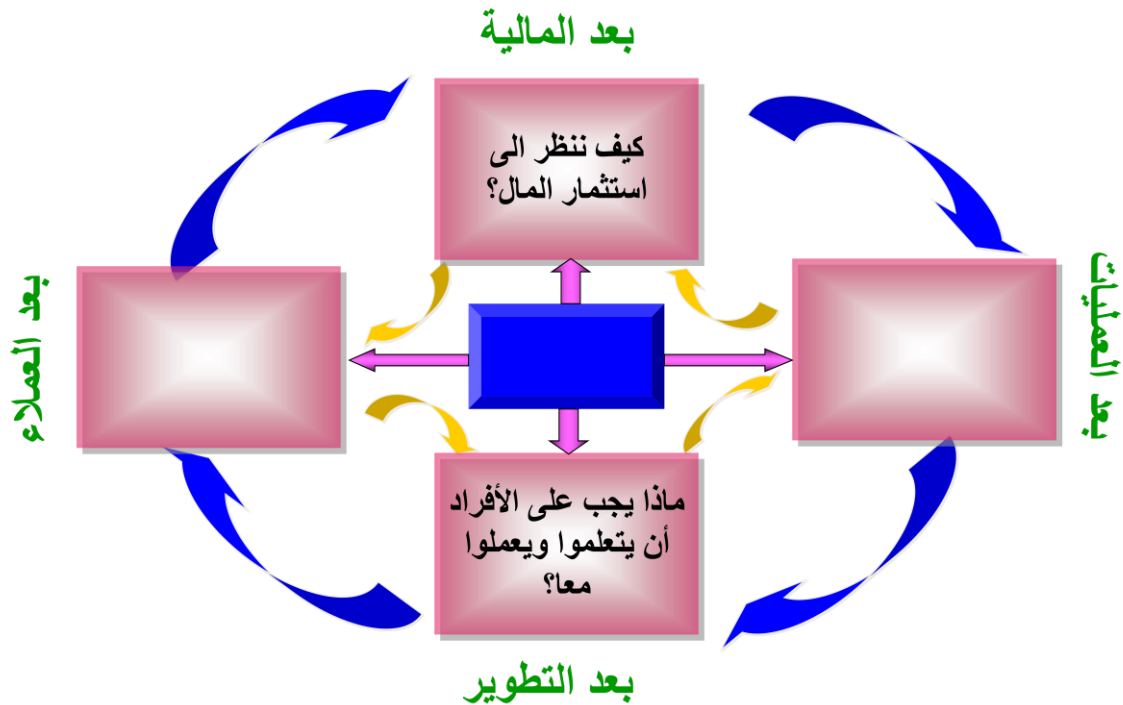 بعد المالية
كيف ننظر الى
استثمار المال؟
بعد العمليات
بعد العملاء
ماذا يجب على الأفراد
أن يتعلموا ويعملوا
معا؟
بعد التطوير